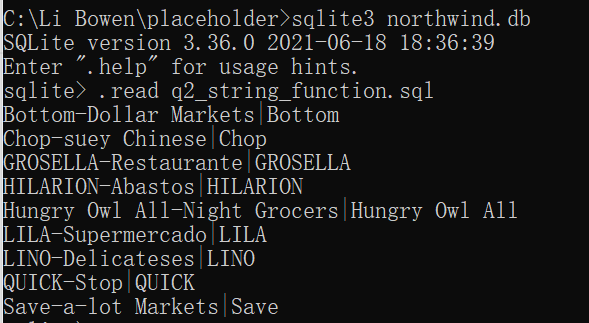 C:\Li Bowen\placeholder>sqlite3 northwind.db
SQLite version 3.36.0 2021-06-18 18:36:39
Enter ".help" for usage hints.
sqlite> .read q2_string_function.sql
Bottom-Dollar Markets|Bottom
Chop-suey Chinese|Chop
GROSELLA-Restaurante|GROSELLA
HILARION-Abastos|HILARION
Hungry Owl All-Night Grocers|Hungry Owl All
LILA-Supermercado|LILA
LINO-Delicateses|LINO
QUICK-Stop|QUICK
Save-a-lot Markets|Save